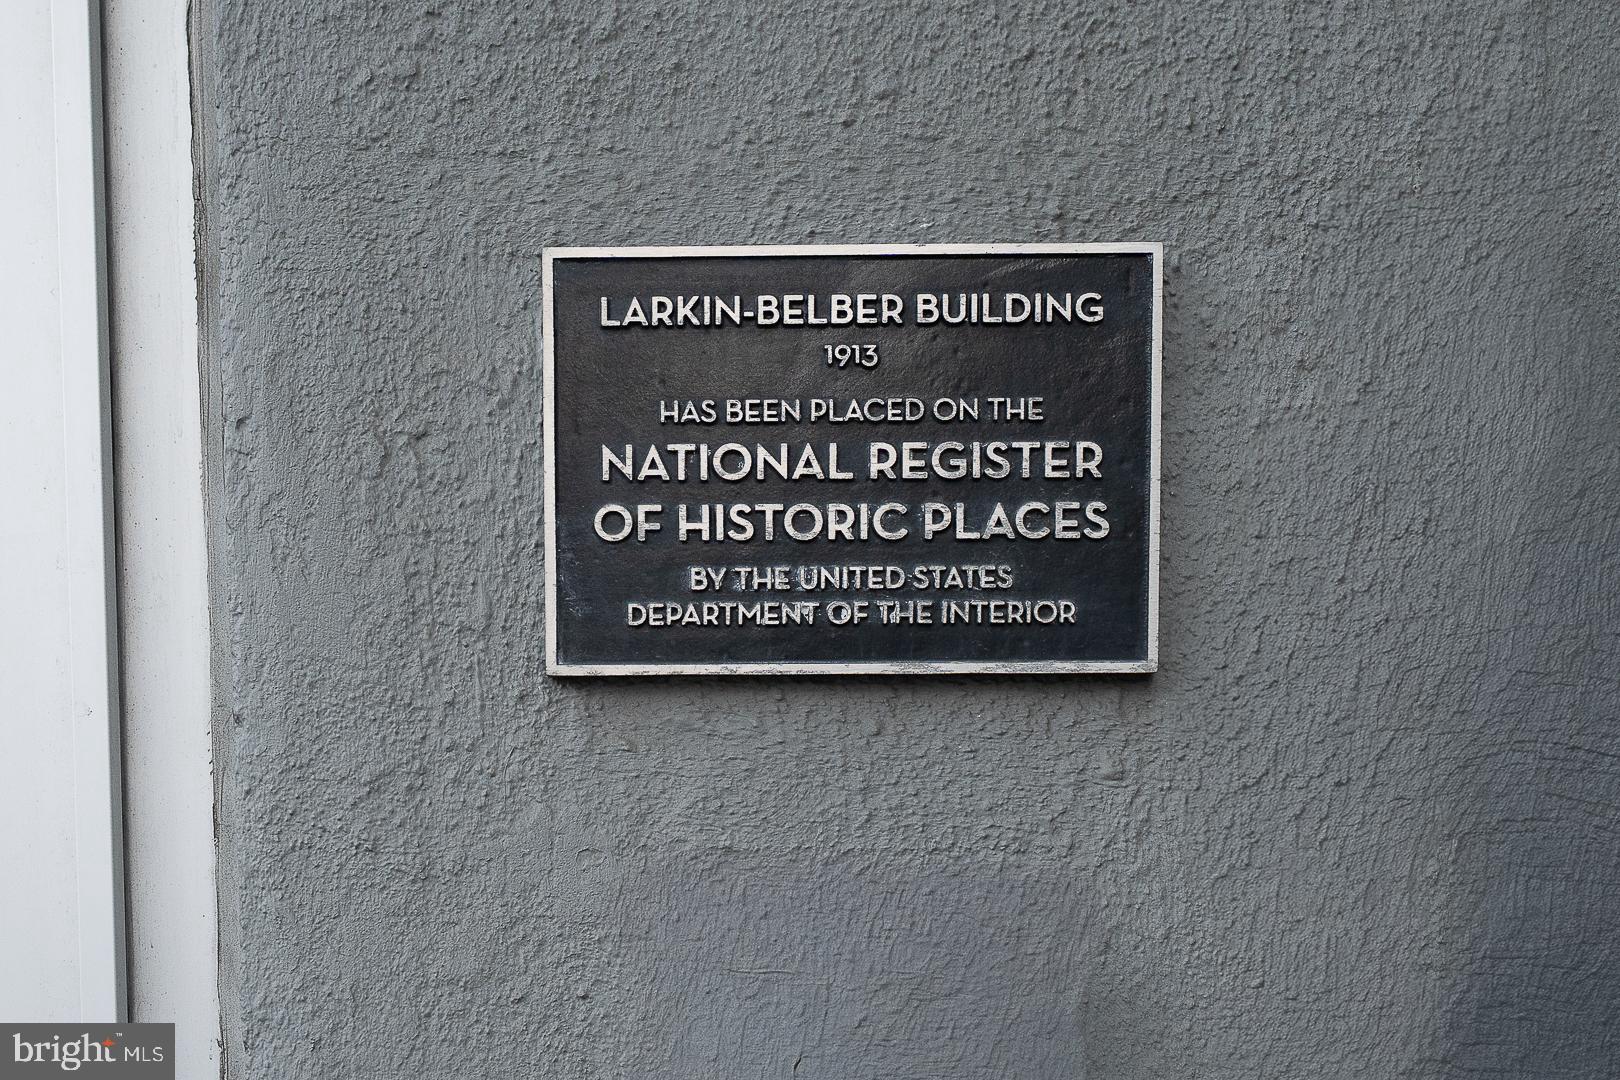 LARKIN-BELBER BUILDING
1913
HAS BEEN PLACED ON THE
NATIONAL REGISTER
OF HISTORIC PLACES
BY THE UNITED STATES
DEPARTMENT OF THE INTERIOR
bright™ MLS